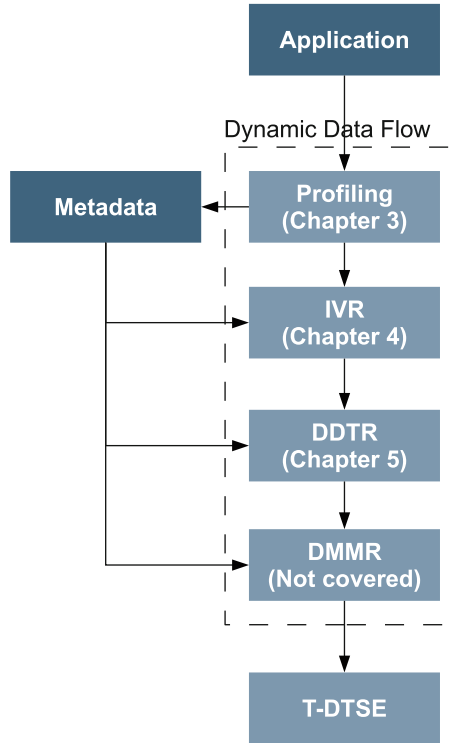 Application
Dynamic Data Flow
Metadata
Profiling
(Chapter 3)
IVR
(Chapter 4)
DDTR
(Chapter 5)
DMMR
(Not covered)
T-DTSE